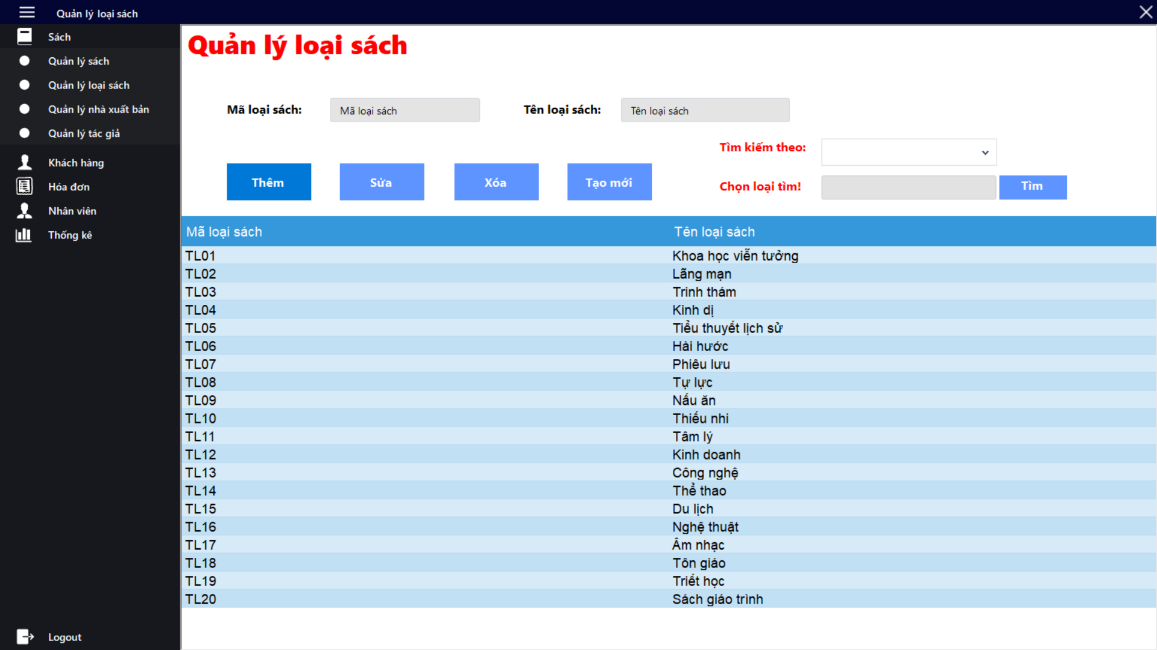 Quản lý loại sách
Sách
Quản lý sách
Quản lý loại sách
Quản lý nhà xuất bản
Quản lý tác giả
Khách hàng
Hóa đơn
Nhân viên
Thống kê
Logout
Quản lý loại sách
Mã loại sách: Mã loại sách Tên loại sách: Tên loại sách
Tìm kiếm theo:
Thêm Sửa Xóa Tạo mới Chọn loại tìm! Tìm
Mã loại sách Tên loại sách
TL01 Khoa học viễn tưởng
TL02 Lãng mạn
TL03 Trinh thám
TL04 Kinh dị
TL05 Tiểu thuyết lịch sử
TL06 Hài hước
TL07 Phiêu lưu
TL08 Tự lực
TL09 Nấu ăn
TL10 Thiếu nhi
TL11 Tâm lý
TL12 Kinh doanh
TL13 Công nghệ
TL14 Thể thao
TL15 Du lịch
TL16 Nghệ thuật
TL17 Âm nhạc
TL18 Tôn giáo
TL19 Triết học
TL20 Sách giáo trình